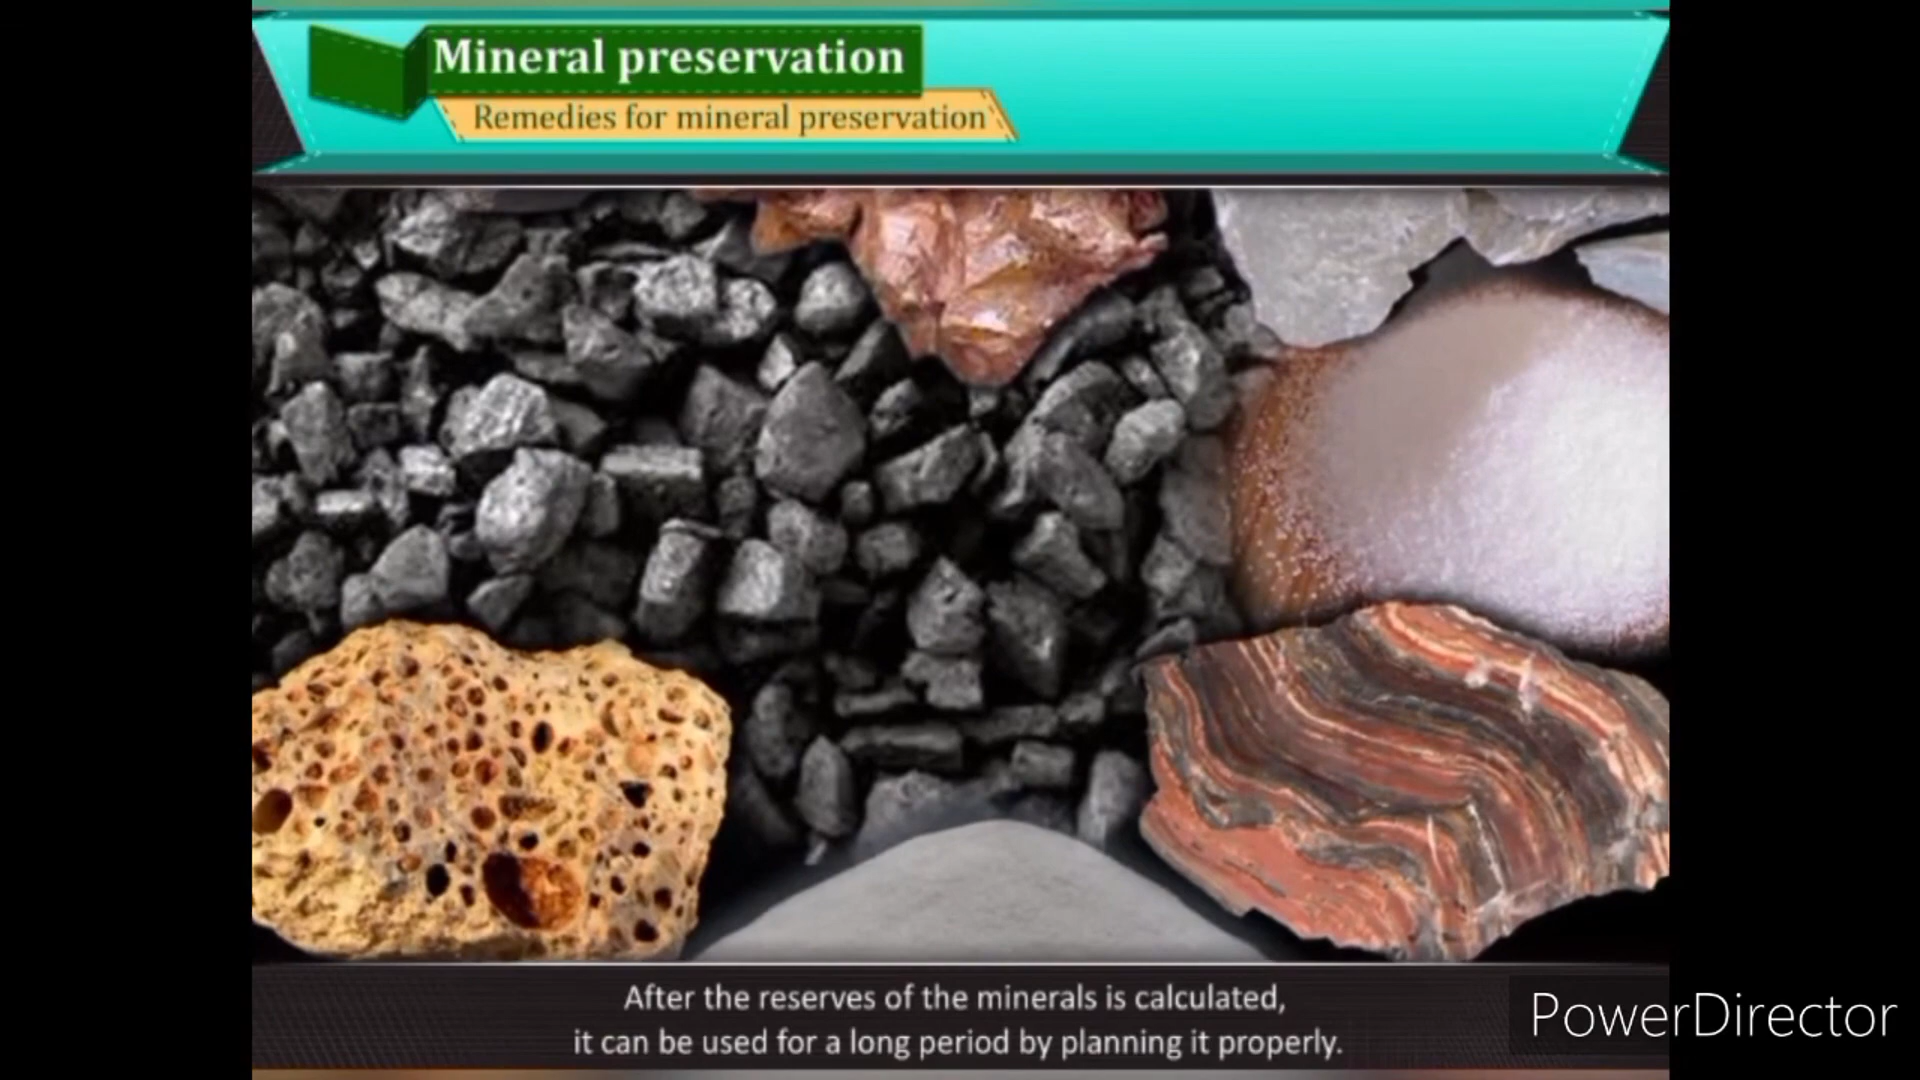 Mineral preservation
Remedies for mineral preservation
After the reserves of the minerals is calculated,
it can be used for a long period by planning it properly.
PowerDirector